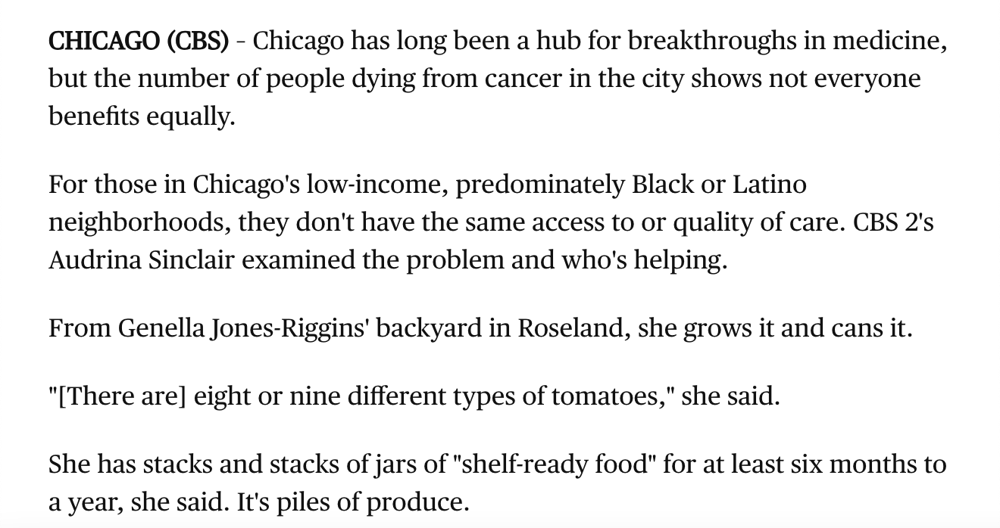 CHICAGO (CBS) – Chicago has long been a hub for breakthroughs in medicine,
but the number of people dying from cancer in the city shows not everyone
benefits equally.
For those in Chicago's low-income, predominately Black or Latino
neighborhoods, they don't have the same access to or quality of care. CBS 2's
Audrina Sinclair examined the problem and who's helping.
From Genella Jones-Riggins' backyard in Roseland, she grows it and cans it.
"[There are] eight or nine different types of tomatoes," she said.
She has stacks and stacks of jars of "shelf-ready food" for at least six months to
a year, she said. It's piles of produce.